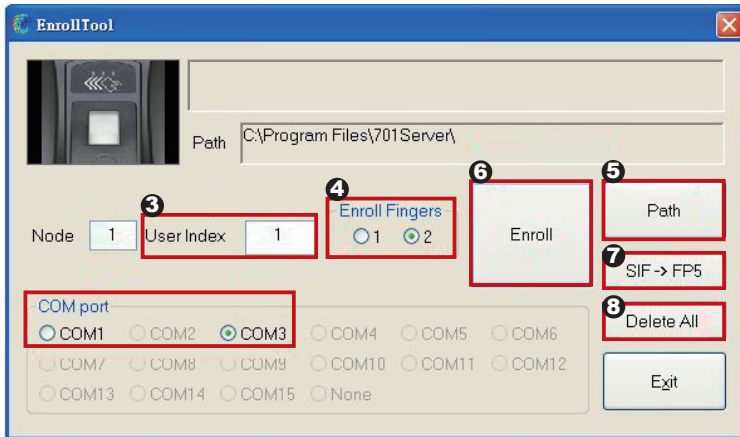 EnrollTool
Path C:\Program Files\701Server\
3 4 6 5
Node 1 User Index 1 Enroll Fingers 1 2 Enroll Path
7
SIF -> FP5
8
Delete All
COM port
COM1 COM2 COM3 COM4 COM5 COM6
COM7 COM8 COM9 COM10 COM11 COM12
COM13 COM14 COM15 None
Exit